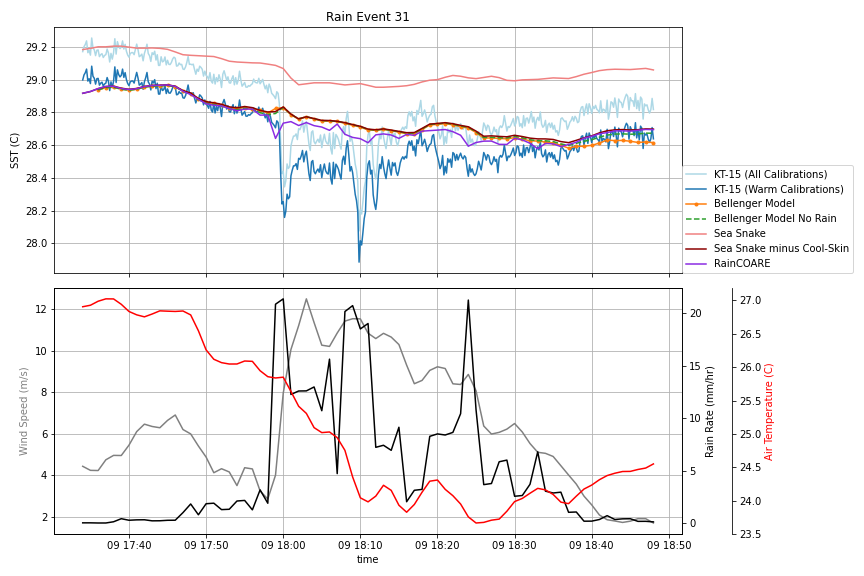 Rain Event 31
29.2
29.0
28.8
28.6
28.4
28.2
28.0
SST (C)
KT-15 (All Calibrations)
KT-15 (Warm Calibrations)
Bellenger Model
Bellenger Model No Rain
Sea Snake
Sea Snake minus Cool-Skin
RainCOARE
12
10
8
6
4
2
Wind Speed (m/s)
20
15
10
5
0
Rain Rate (mm/hr)
27.0
26.5
26.0
25.5
25.0
24.5
24.0
23.5
Air Temperature (C)
09 17:40 09 17:50 09 18:00 09 18:10 09 18:20 09 18:30 09 18:40 09 18:50
time